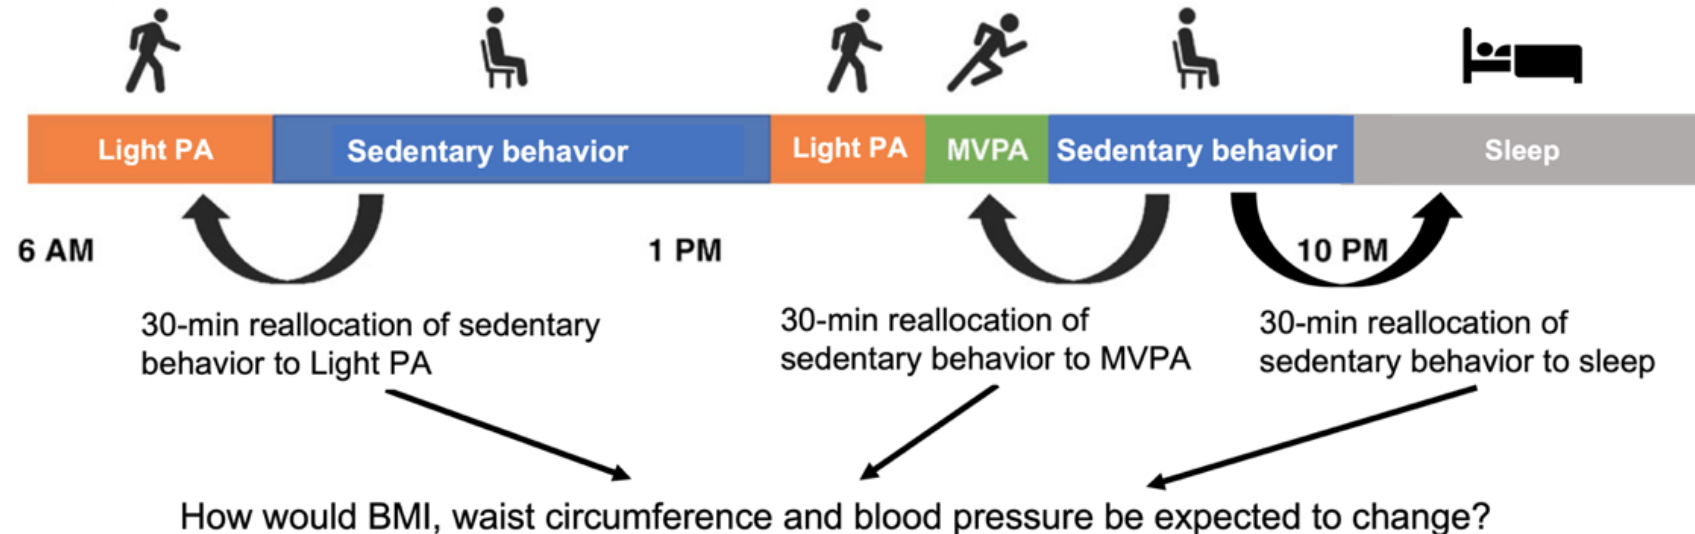 Light PA
Sedentary behavior
Light PA
MVPA
Sedentary behavior
Sleep
6 AM
1 PM
10 PM
30-min reallocation of sedentary
behavior to Light PA
30-min reallocation of
sedentary behavior to MVPA
30-min reallocation of
sedentary behavior to sleep
How would BMI, waist circumference and blood pressure be expected to change?